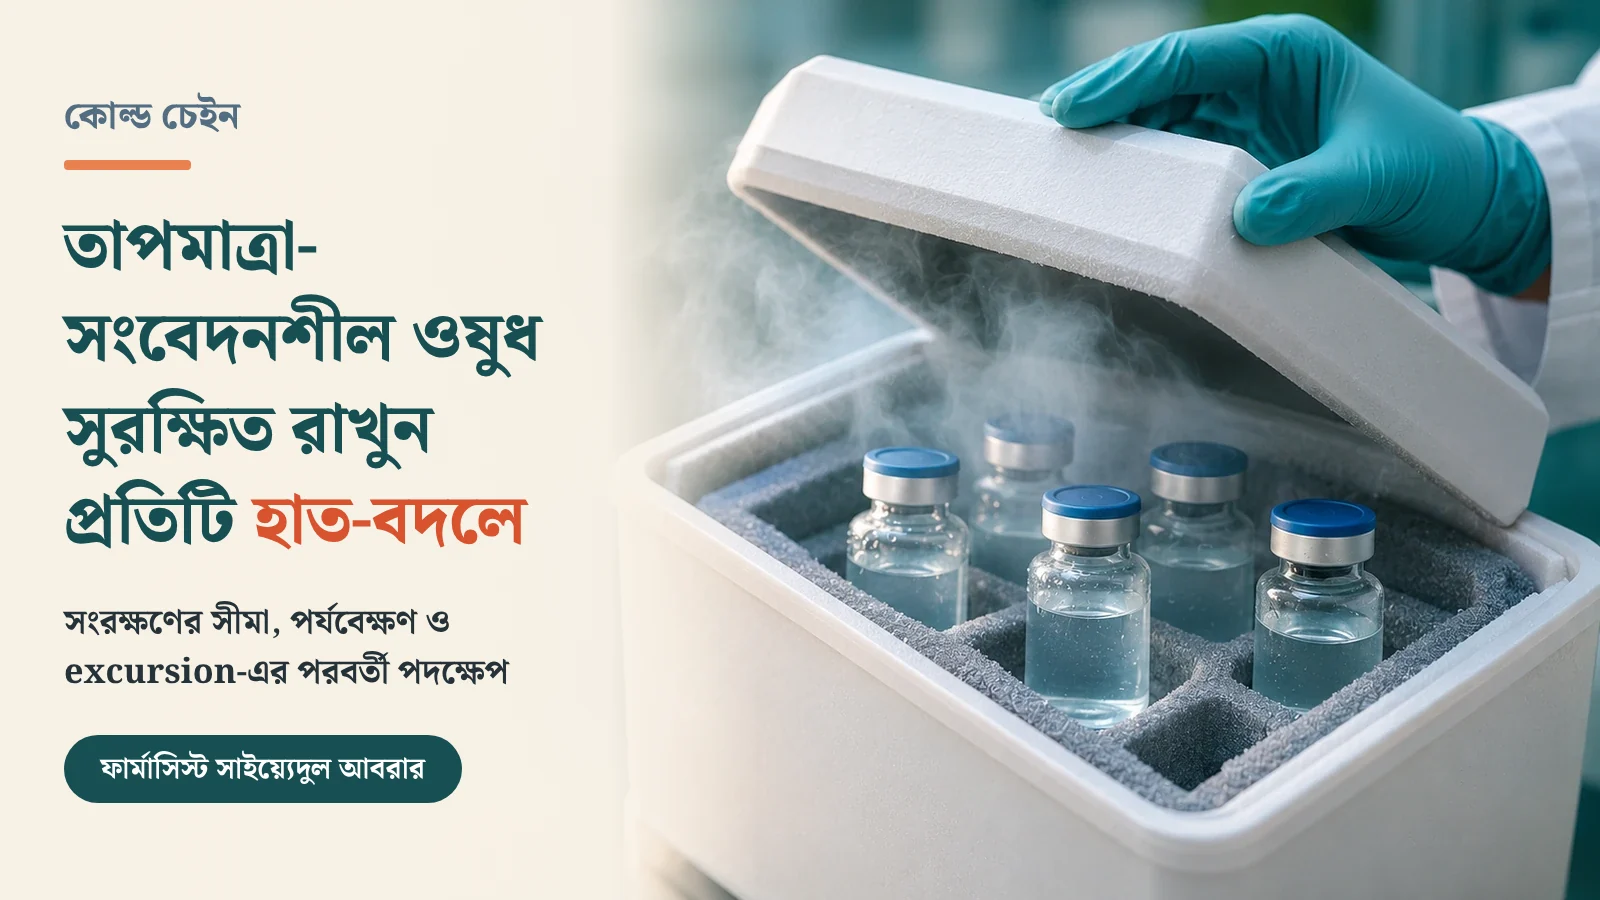 কোল্ড চেইন
তাপমাত্রা-
সংবেদনশীল ওষুধ
সুরক্ষিত রাখুন
প্রতিটি হাত-বদলে
সংরক্ষণের সীমা, পর্যবেক্ষণ ও
excursion-এর পরবর্তী পদক্ষেপ
ফার্মাসিস্ট সাইয়্যেদুল আবরার